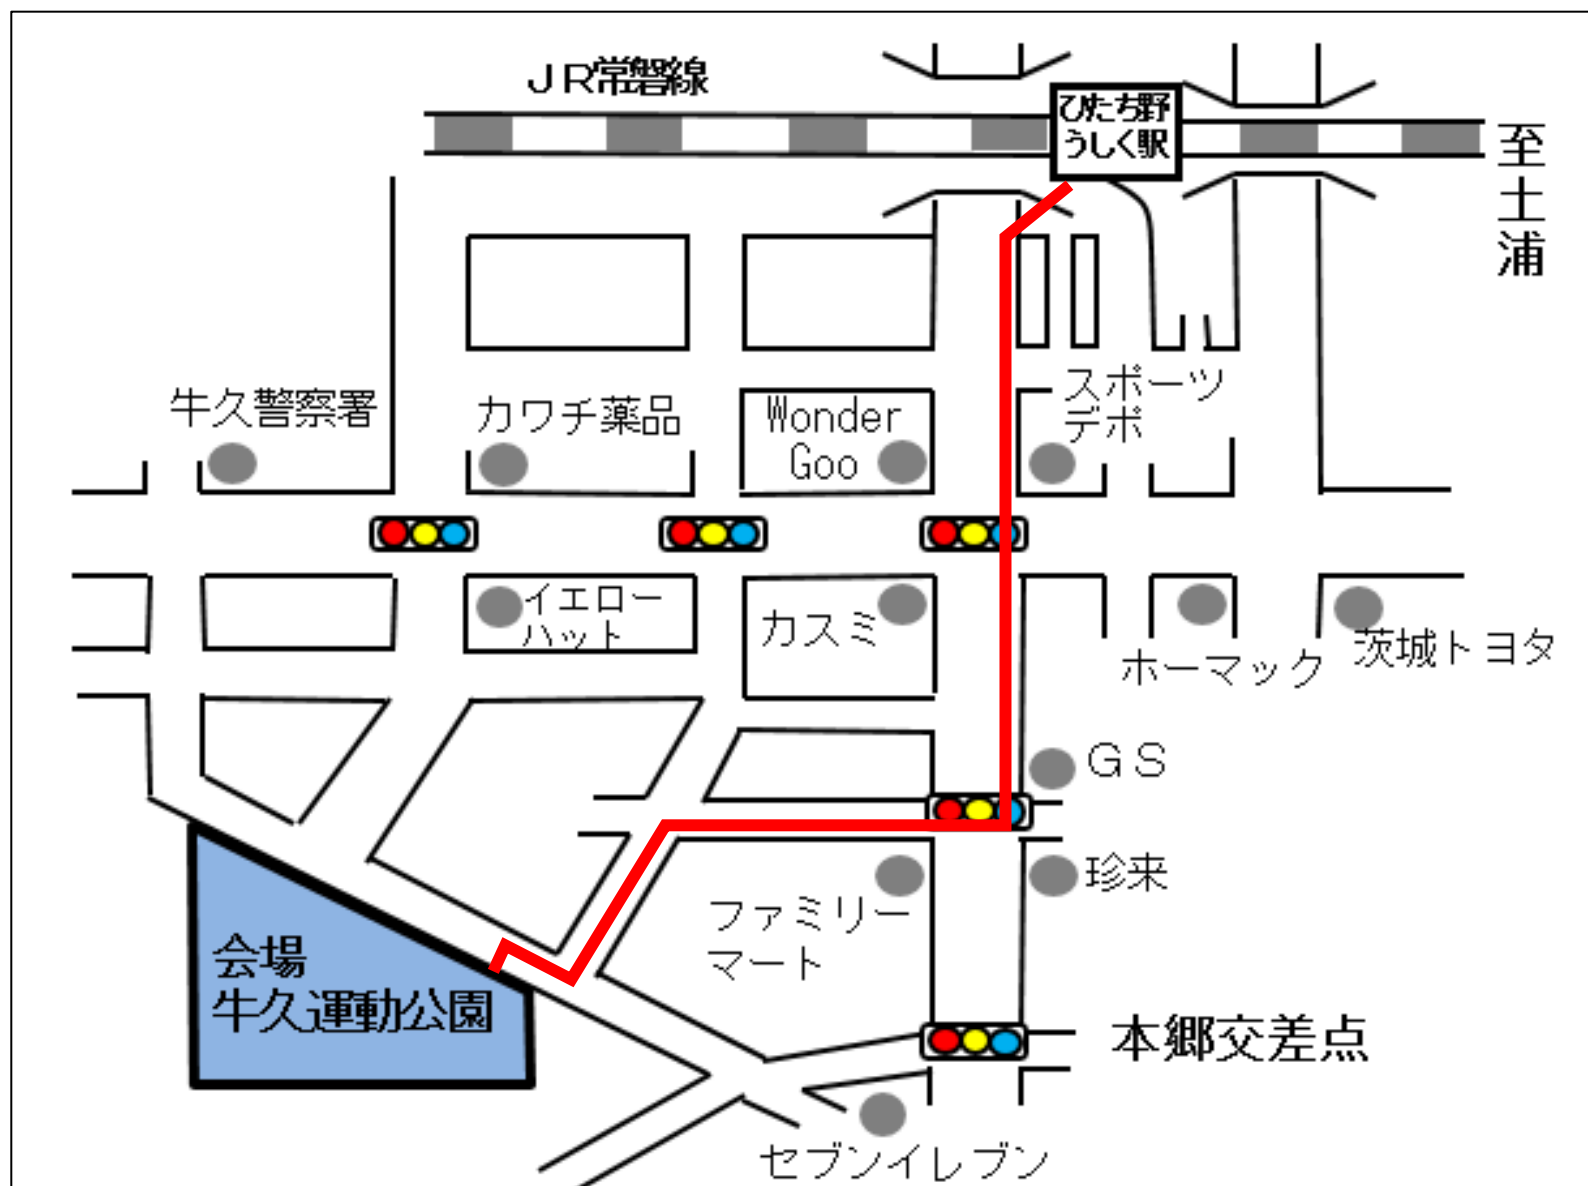 ＪＲ常磐線
ひたち野
うしく駅
至
土
浦
牛久警察署
カワチ薬品
Wonder
Goo
スポーツ
デポ
イエロー
ハット
カスミ
ホーマック
茨城トヨタ
ＧＳ
珍来
ファミリー
マート
会場
牛久運動公園
本郷交差点
セブンイレブン